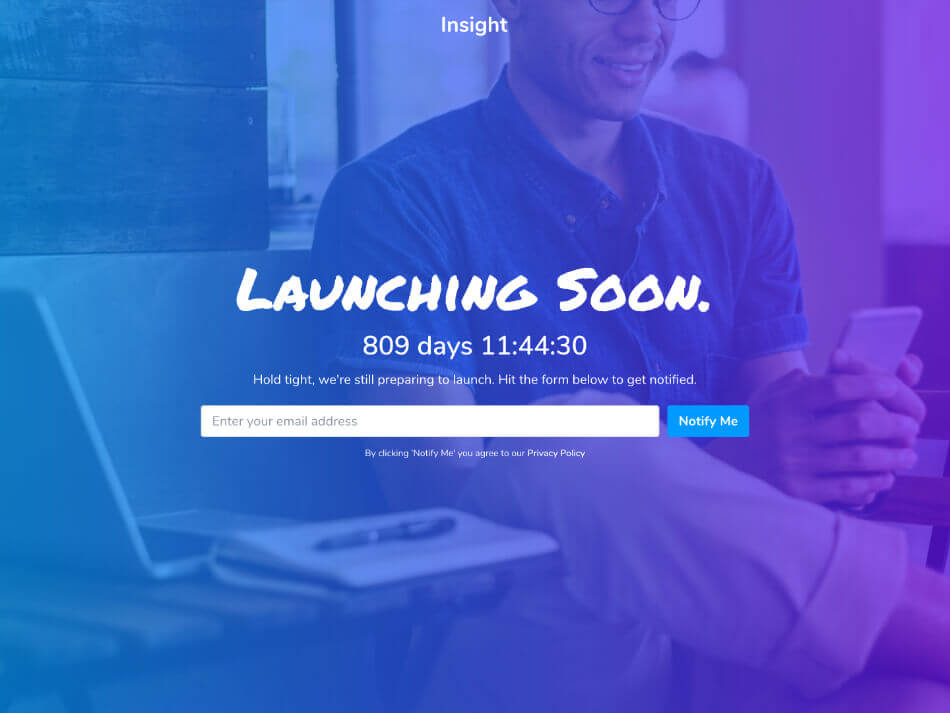 Insight
Launching Soon.
809 days 11:44:30
Hold tight, we're still preparing to launch. Hit the form below to get notified.
Enter your email address
Notify Me
By clicking 'Notify Me' you agree to our Privacy Policy